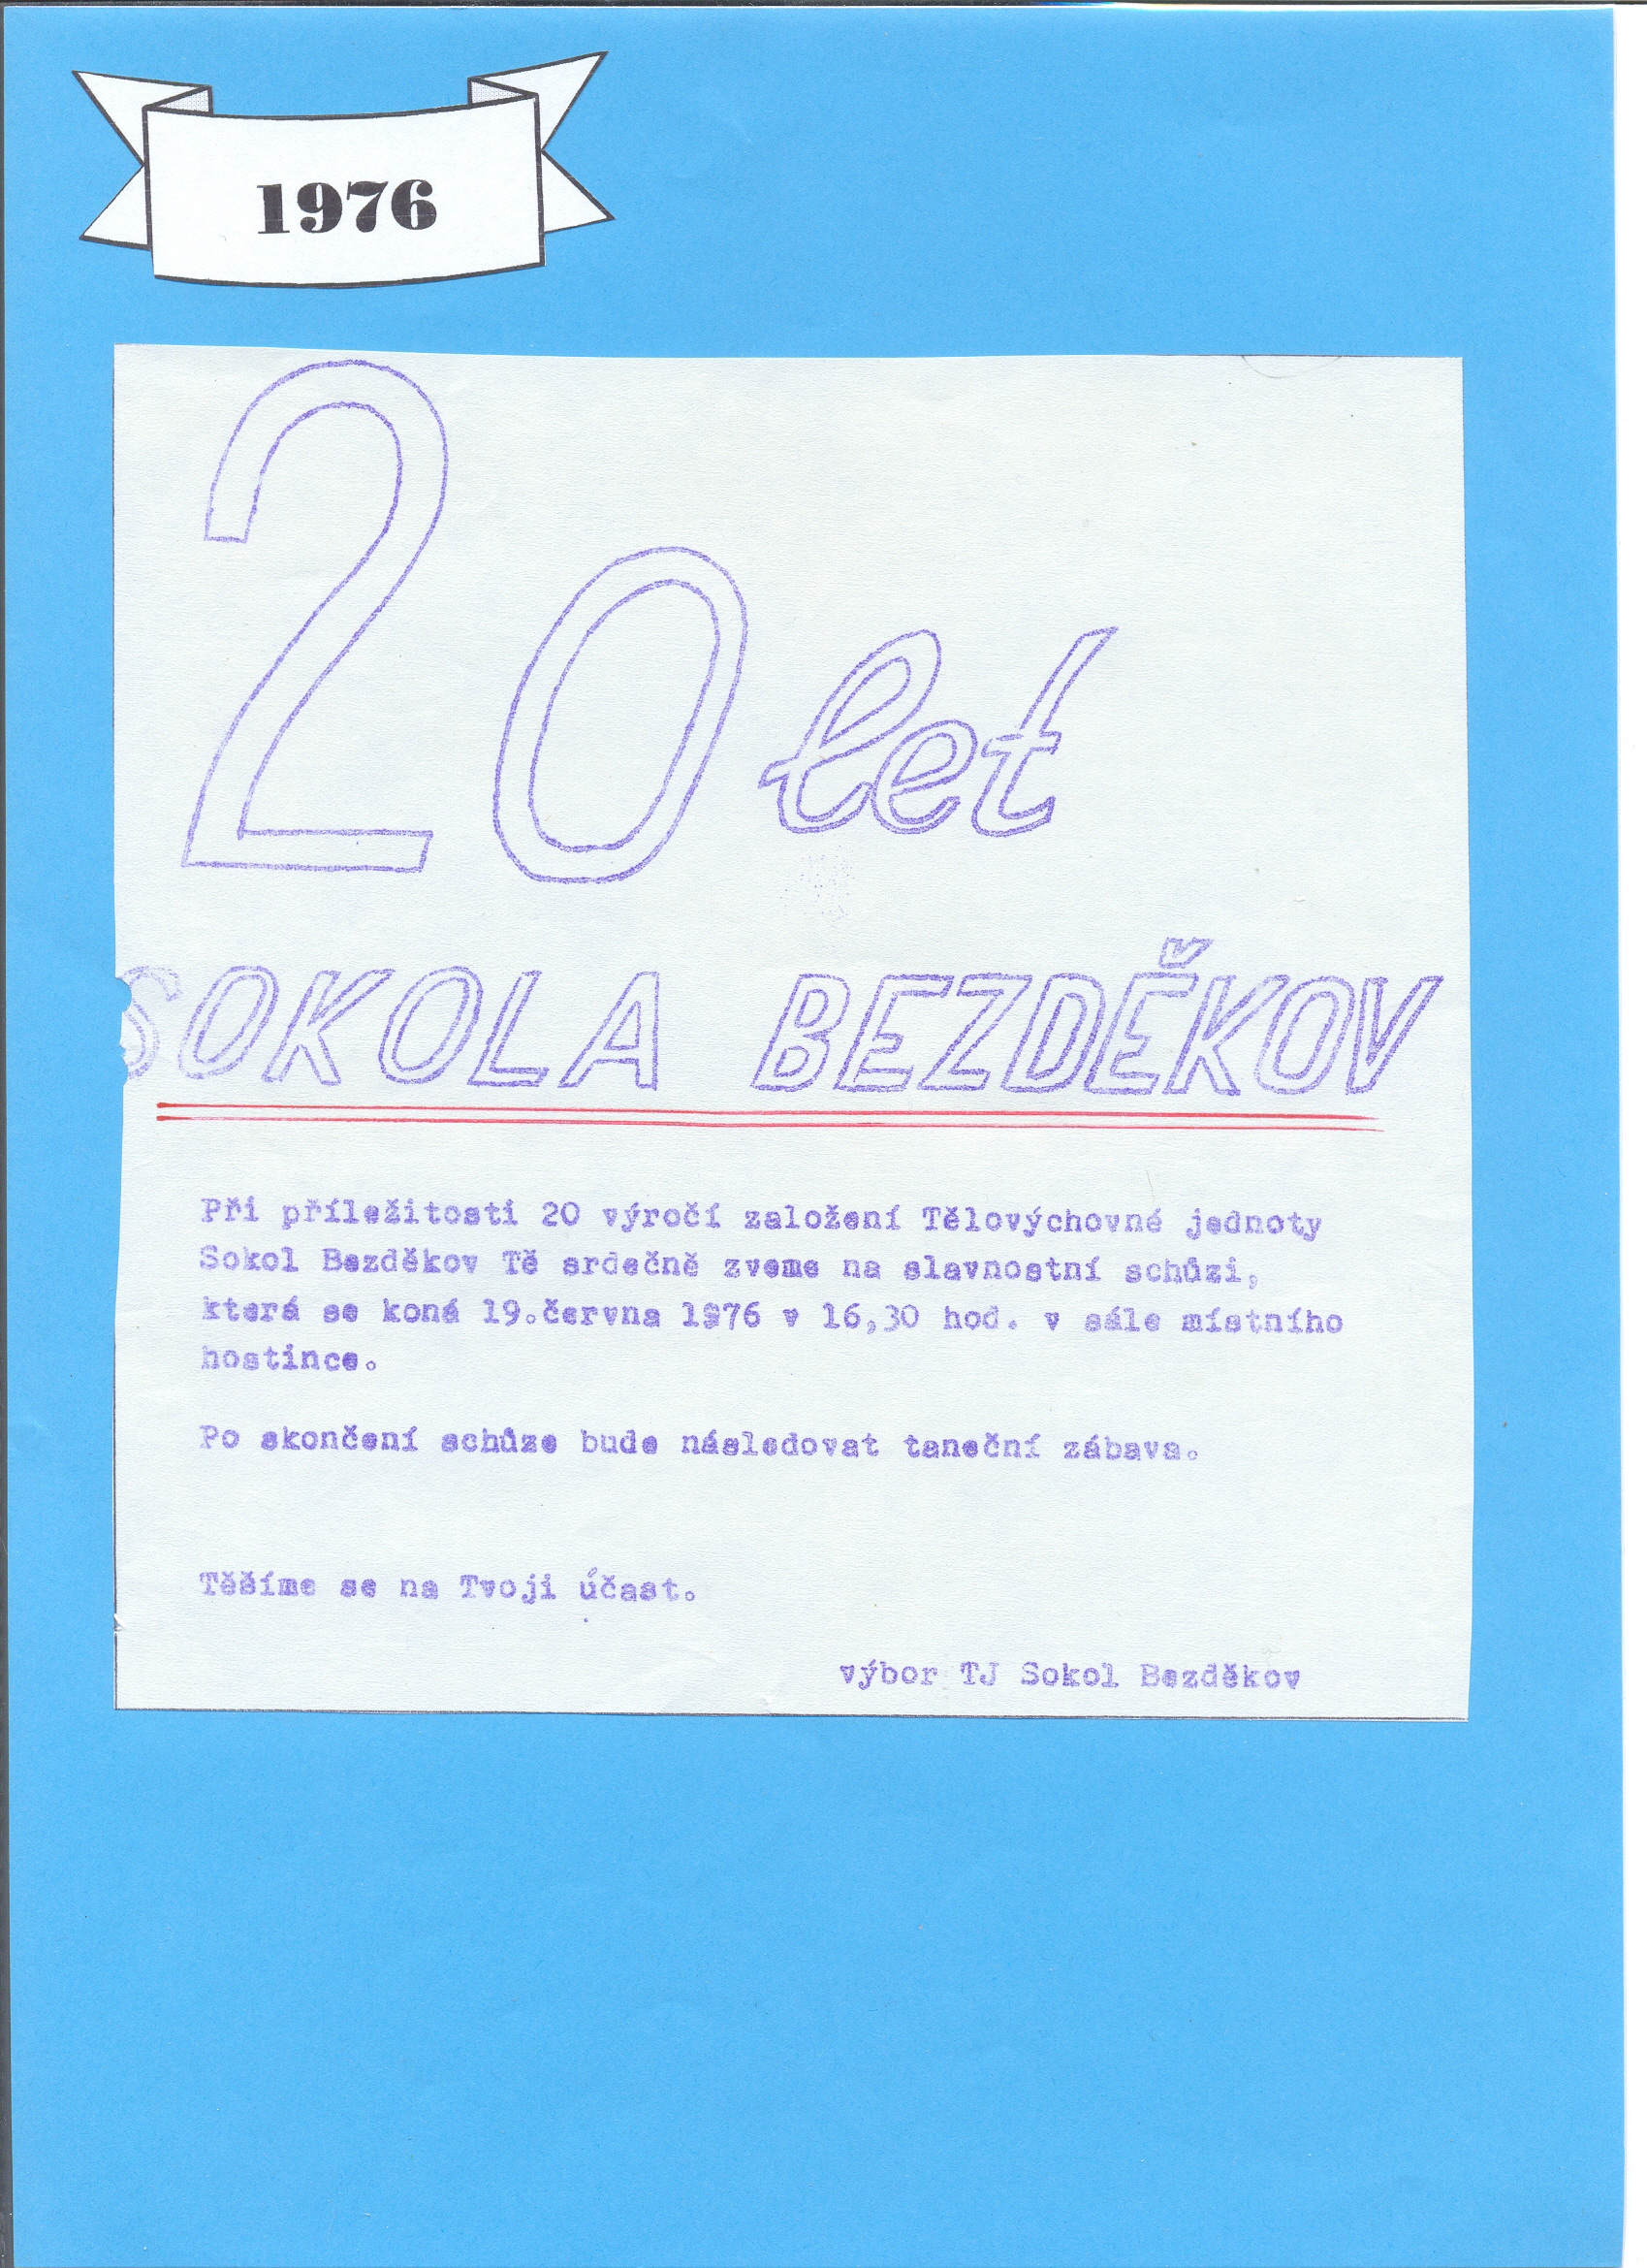 1976
20 let
SOKOLA BEZDĚKOV
Při příležitosti 20 výročí založení Tělovýchovné jednoty
Sokol Bezděkov Tě srdečně zveme na slavnostní schůzi,
která se koná 19.června 1976 v 16,30 hod. v sále místního
hostince.
Po skončení schůze bude následovat taneční zábava.
Těšíme se na Tvoji účast.
výbor TJ Sokol Bezděkov